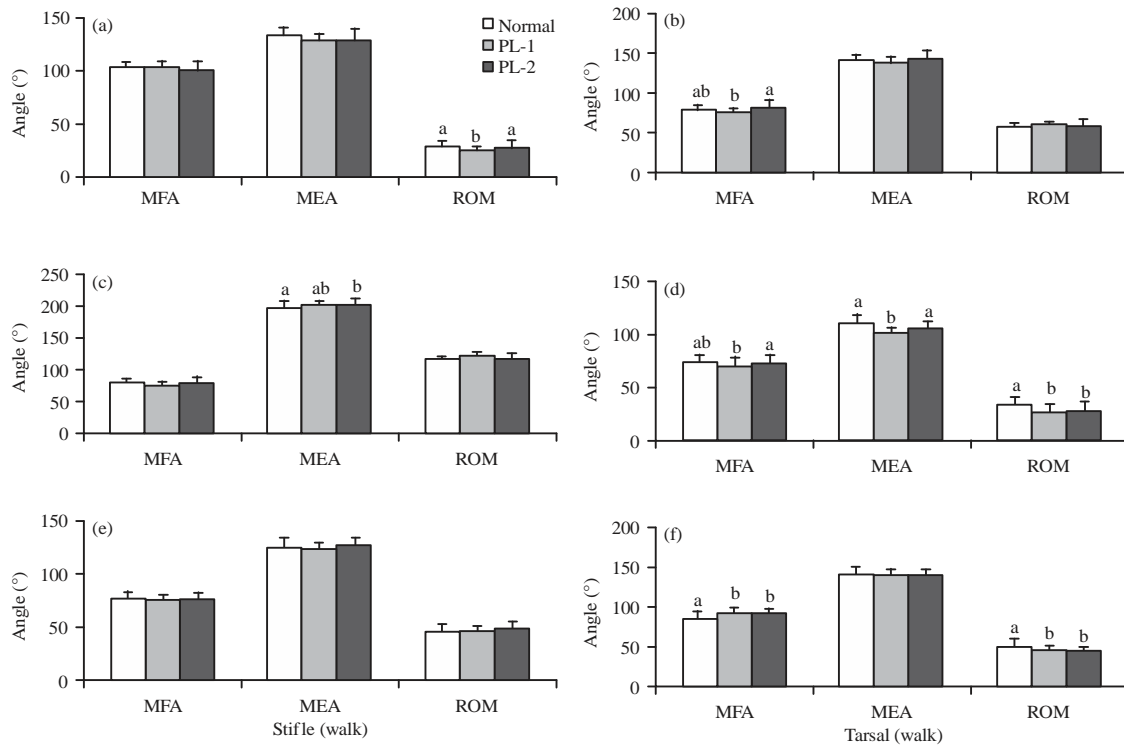 (a)
Normal
PL-1
PL-2
Angle (°)
150
100
50
0
a b a
MFA MEA ROM
(b)
Angle (°)
200
150
100
50
0
ab b a
MFA MEA ROM
(c)
Angle (°)
250
200
150
100
50
0
a ab b
MFA MEA ROM
(d)
Angle (°)
150
100
50
0
ab b a
a b a
a b b
MFA MEA ROM
(e)
Angle (°)
150
100
50
0
MFA MEA ROM
Stifle (walk)
(f)
Angle (°)
200
150
100
50
0
a b b
a b b
MFA MEA ROM
Tarsal (walk)